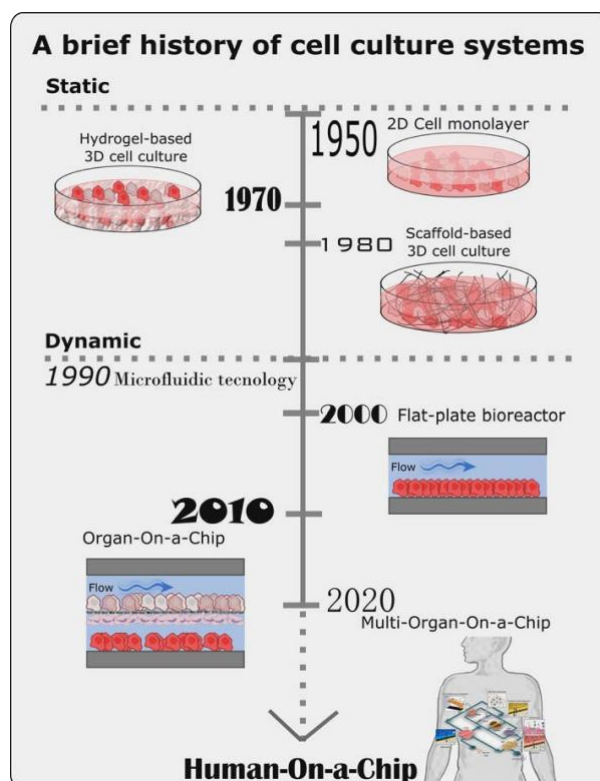 A brief history of cell culture systems
Static
1950
2D Cell monolayer
Hydrogel-based
3D cell culture
1970
1980
Scaffold-based
3D cell culture
Dynamic
1990 Microfluidic tecnology
2000 Flat-plate bioreactor
Flow
2010
Organ-On-a-Chip
Flow
2020
Multi-Organ-On-a-Chip
Human-On-a-Chip